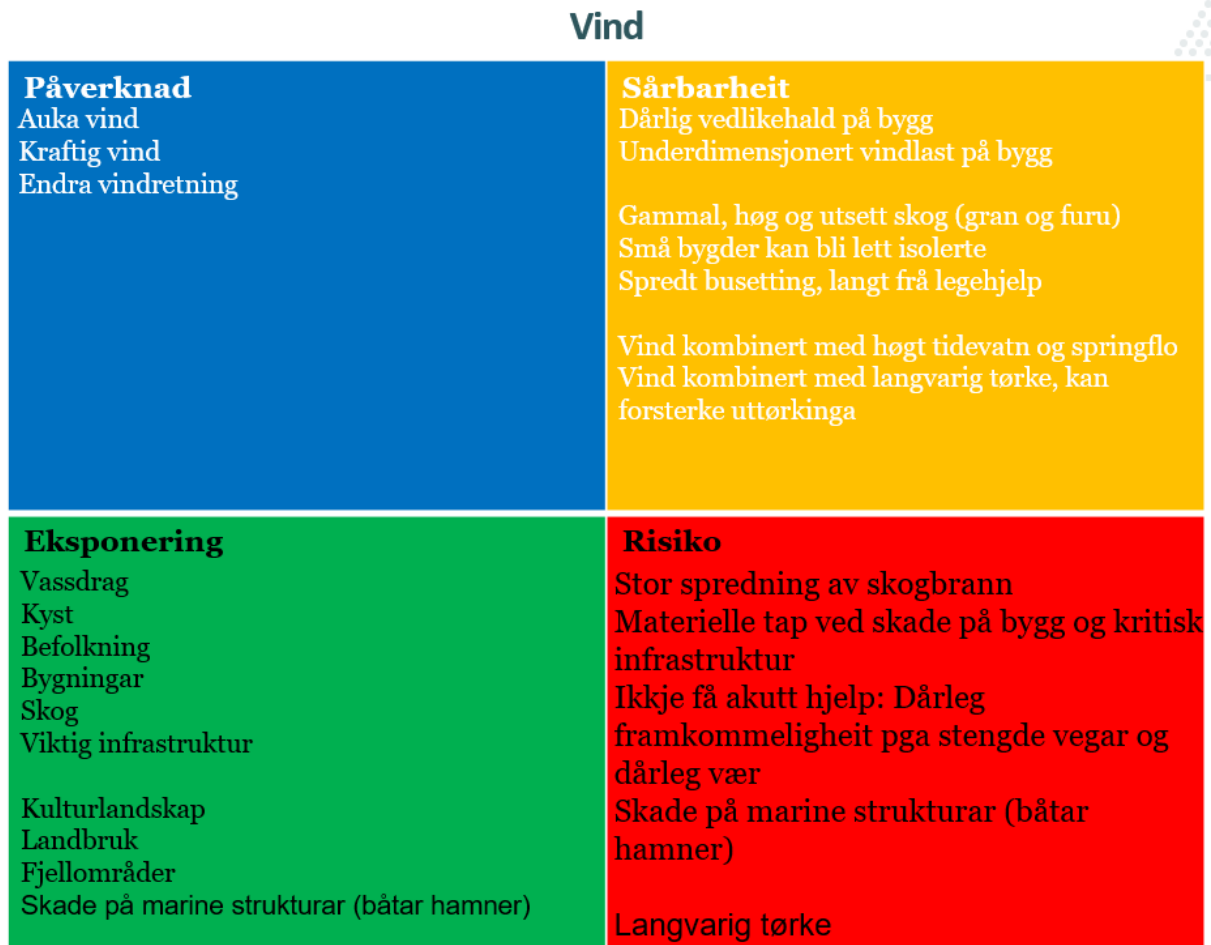 Vind
Påverknad
Auka vind
Kraftig vind
Endra vindretning
Sårbarheit
Dårlig vedlikehald på bygg
Underdimensjonert vindlast på bygg
Gammal, høg og utsett skog (gran og furu)
Små bygder kan bli lett isolerte
Spredt busetting, langt frå legehjelp
Vind kombinert med høgt tidevatn og springflo
Vind kombinert med langvarig tørke, kan
forsterke uttørkinga
Eksponering
Vassdrag
Kyst
Befolkning
Bygningar
Skog
Viktig infrastruktur
Kulturlandskap
Landbruk
Fjellområder
Skade på marine strukturar (båtar hamner)
Risiko
Stor spredning av skogbrann
Materielle tap ved skade på bygg og kritisk
infrastruktur
Ikkje få akutt hjelp: Dårleg
framkommeligheit pga stengde vegar og
dårleg vær
Skade på marine strukturar (båtar
hamner)
Langvarig tørke